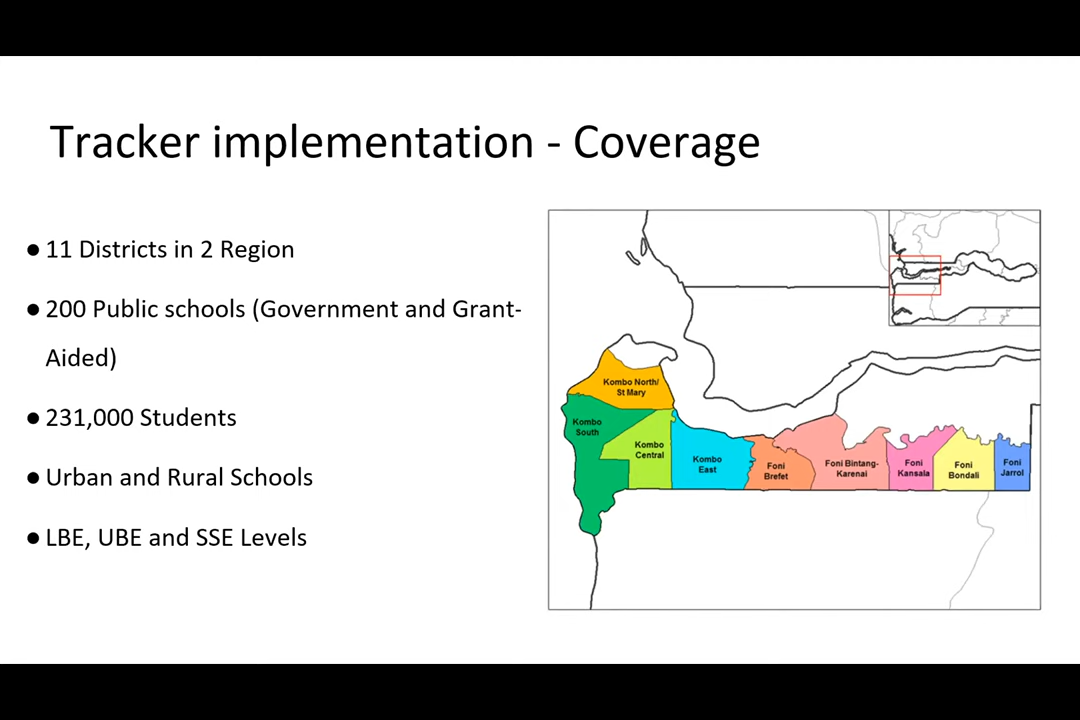 Tracker implementation - Coverage
● 11 Districts in 2 Region
● 200 Public schools (Government and Grant-
Aided)
● 231,000 Students
● Urban and Rural Schools
● LBE, UBE and SSE Levels
Kombo North/
St Mary
Kombo
South
Kombo
Central
Kombo
East
Foni
Brefet
Foni Bintang-
Karenai
Foni
Kansala
Foni
Bondali
Foni
Jarrol